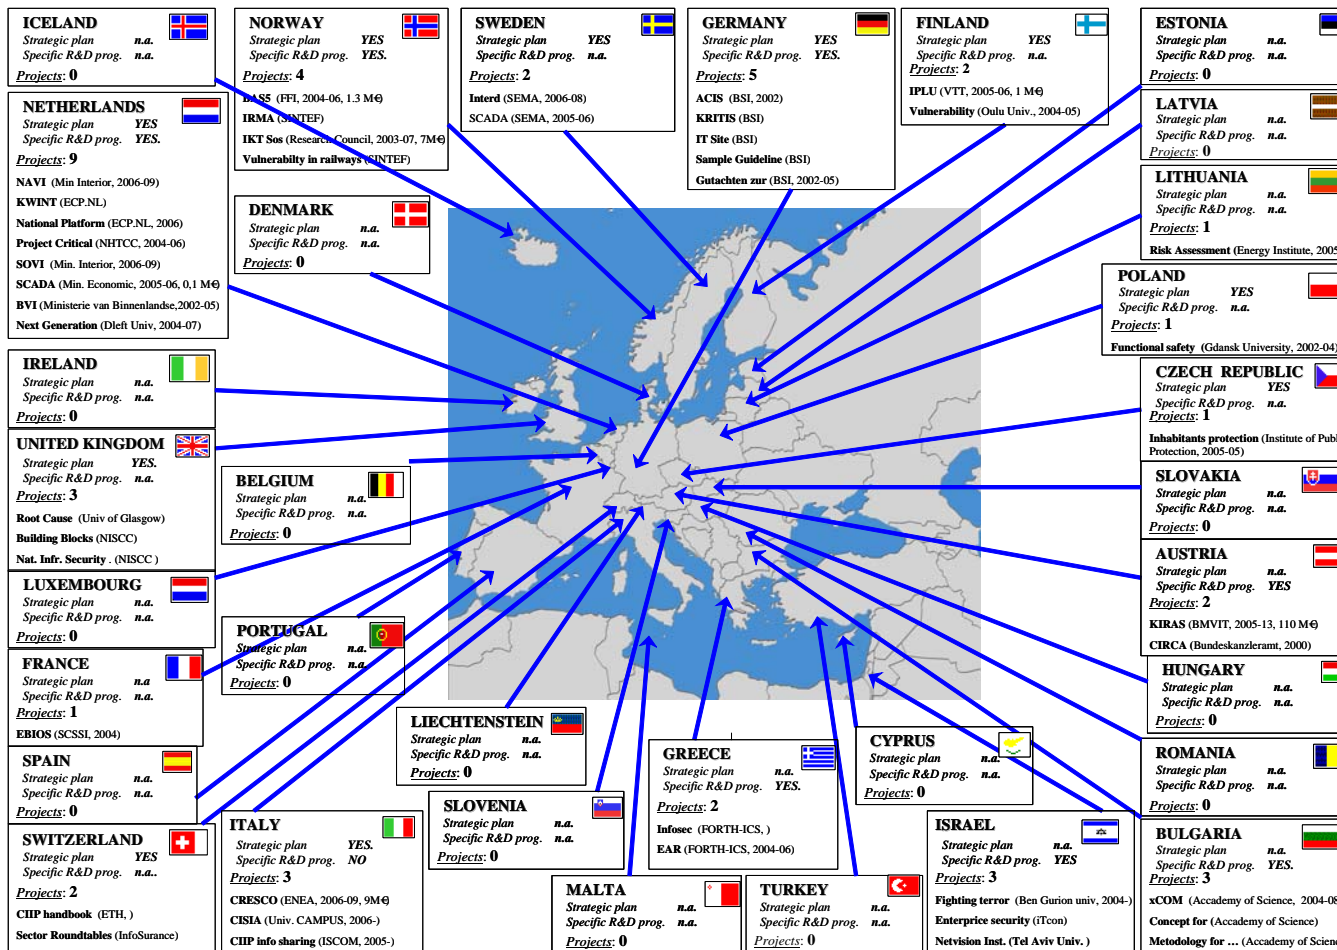 ICELAND
Strategic plan n.a.
Specific R&D prog. n.a.
Projects: 0
NORWAY
Strategic plan YES
Specific R&D prog. YES.
Projects: 4
BAS5 (FFI, 2004-06, 1.3 M€)
IRMA (SINTEF)
IKT Sos (Research Council, 2003-07, 7M€)
Vulnerabilty in railways (SINTEF)
SWEDEN
Strategic plan YES
Specific R&D prog. n.a.
Projects: 2
Interd (SEMA, 2006-08)
SCADA (SEMA, 2005-06)
GERMANY
Strategic plan YES
Specific R&D prog. YES.
Projects: 5
ACIS (BSI, 2002)
KRITIS (BSI)
IT Site (BSI)
Sample Guideline (BSI)
Gutachten zur (BSI, 2002-05)
FINLAND
Strategic plan YES
Specific R&D prog. n.a.
Projects: 2
IPLU (VTT, 2005-06, 1 M€)
Vulnerability (Oulu Univ., 2004-05)
ESTONIA
Strategic plan n.a.
Specific R&D prog. n.a.
Projects: 0
NETHERLANDS
Strategic plan YES
Specific R&D prog. YES.
Projects: 9
NAVI (Min Interior, 2006-09)
KWINT (ECP.NL)
National Platform (ECP.NL, 2006)
Project Critical (NHTCC, 2004-06)
SOVI (Min. Interior, 2006-09)
SCADA (Min. Economic, 2005-06, 0,1 M€)
BVI (Ministerie van Binnenlandse,2002-05)
Next Generation (Dleft Univ, 2004-07)
DENMARK
Strategic plan n.a.
Specific R&D prog. n.a.
Projects: 0
LATVIA
Strategic plan n.a.
Specific R&D prog. n.a.
Projects: 0
LITHUANIA
Strategic plan n.a.
Specific R&D prog. n.a.
Projects: 1
Risk Assessment (Energy Institute, 2005
POLAND
Strategic plan YES
Specific R&D prog. n.a.
Projects: 1
Functional safety (Gdansk University, 2002-04)
IRELAND
Strategic plan n.a.
Specific R&D prog. n.a.
Projects: 0
CZECH REPUBLIC
Strategic plan YES
Specific R&D prog. n.a.
Projects: 1
Inhabitants protection (Institute of Publ
Protection, 2005-05)
UNITED KINGDOM
Strategic plan YES.
Specific R&D prog. n.a.
Projects: 3
Root Cause (Univ of Glasgow)
Building Blocks (NISCC)
Nat. Infr. Security . (NISCC )
BELGIUM
Strategic plan n.a.
Specific R&D prog. n.a.
Projects: 0
SLOVAKIA
Strategic plan n.a.
Specific R&D prog. n.a.
Projects: 0
AUSTRIA
Strategic plan n.a.
Specific R&D prog. YES
Projects: 2
KIRAS (BMVIT, 2005-13, 110 M€)
CIRCA (Bundeskanzleramt, 2000)
LUXEMBOURG
Strategic plan n.a.
Specific R&D prog. n.a.
Projects: 0
PORTUGAL
Strategic plan n.a.
Specific R&D prog. n.a.
Projects: 0
FRANCE
Strategic plan n.a
Specific R&D prog. n.a.
Projects: 1
EBIOS (SCSSI, 2004)
HUNGARY
Strategic plan n.a.
Specific R&D prog. n.a.
Projects: 0
LIECHTENSTEIN
Strategic plan n.a.
Specific R&D prog. n.a.
Projects: 0
GREECE
Strategic plan n.a.
Specific R&D prog. YES.
Projects: 2
Infosec (FORTH-ICS, )
EAR (FORTH-ICS, 2004-06)
CYPRUS
Strategic plan n.a.
Specific R&D prog. n.a.
Projects: 0
ROMANIA
Strategic plan n.a.
Specific R&D prog. n.a.
Projects: 0
SPAIN
Strategic plan n.a.
Specific R&D prog. n.a.
Projects: 0
SLOVENIA
Strategic plan n.a.
Specific R&D prog. n.a.
Projects: 0
SWITZERLAND
Strategic plan YES
Specific R&D prog. n.a..
Projects: 2
CIIP handbook (ETH, )
Sector Roundtables (InfoSurance)
ITALY
Strategic plan YES.
Specific R&D prog. NO
Projects: 3
CRESCO (ENEA, 2006-09, 9M€)
CISIA (Univ. CAMPUS, 2006-)
CIIP info sharing (ISCOM, 2005-)
MALTA
Strategic plan n.a.
Specific R&D prog. n.a.
Projects: 0
TURKEY
Strategic plan n.a.
Specific R&D prog. n.a.
Projects: 0
ISRAEL
Strategic plan n.a.
Specific R&D prog. YES
Projects: 3
Fighting terror (Ben Gurion univ, 2004-)
Enterprice security (iTcon)
Netvision Inst. (Tel Aviv Univ. )
BULGARIA
Strategic plan n.a.
Specific R&D prog. YES.
Projects: 3
xCOM (Accademy of Science, 2004-08
Concept for (Accademy of Science)
Metodology for ... (Accademy of Scienc